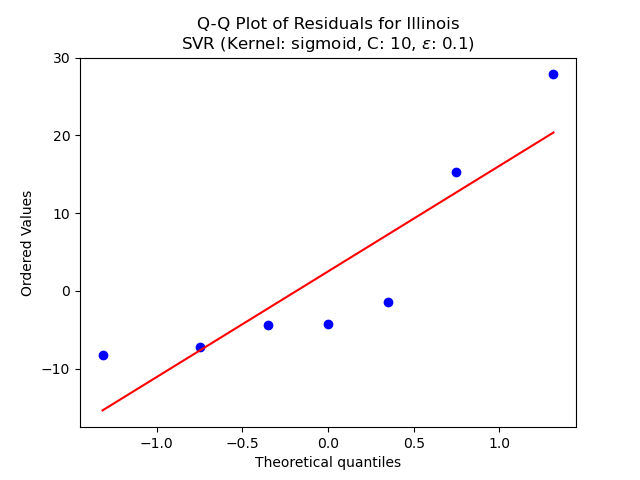 Q-Q Plot of Residuals for Illinois
SVR (Kernel: sigmoid, C: 10, ε: 0.1)
30
20
10
0
−10
Ordered Values
−1.0 −0.5 0.0 0.5 1.0
Theoretical quantiles